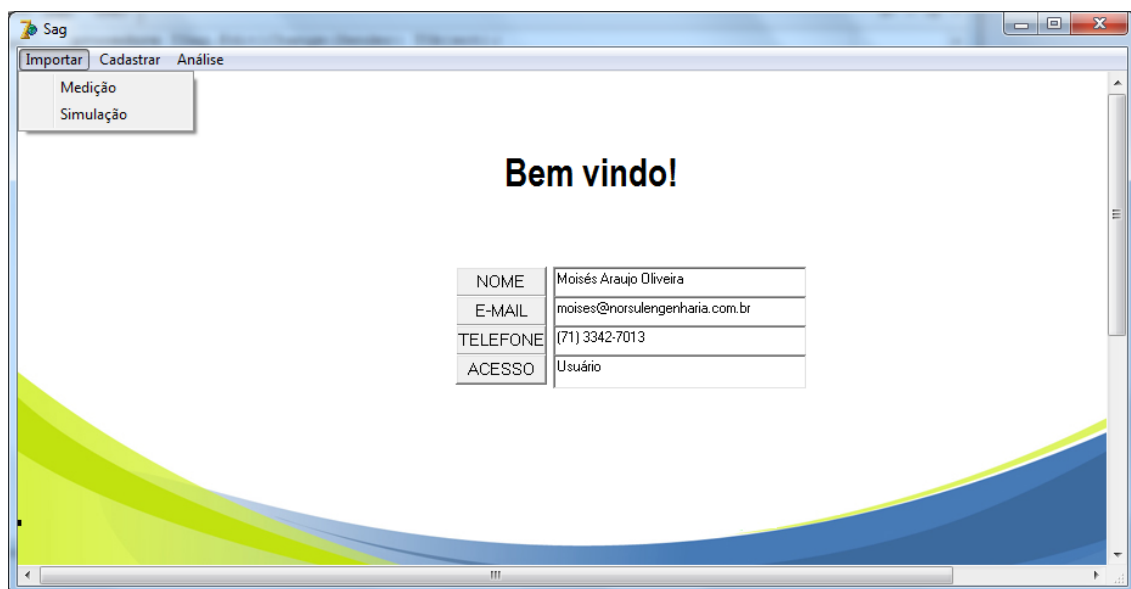 Sag
Importar Cadastrar Análise
Medição
Simulação
Bem vindo!
NOME Moisés Araujo Oliveira
E-MAIL moises@norsulengenharia.com.br
TELEFONE (71) 3342-7013
ACESSO Usuário